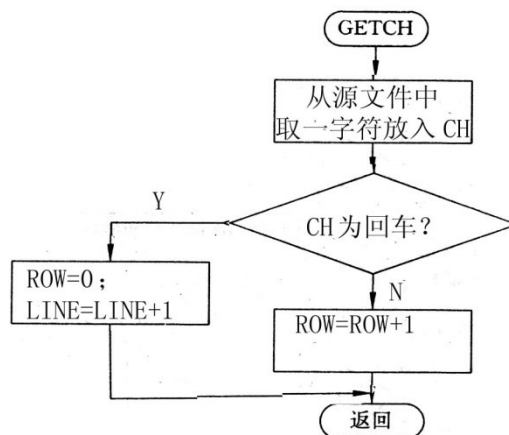 GETCH
从源文件中
取一字符放入 CH
Y
CH为回车?
ROW=0;
LINE=LINE+1
N
ROW=ROW+1
返回